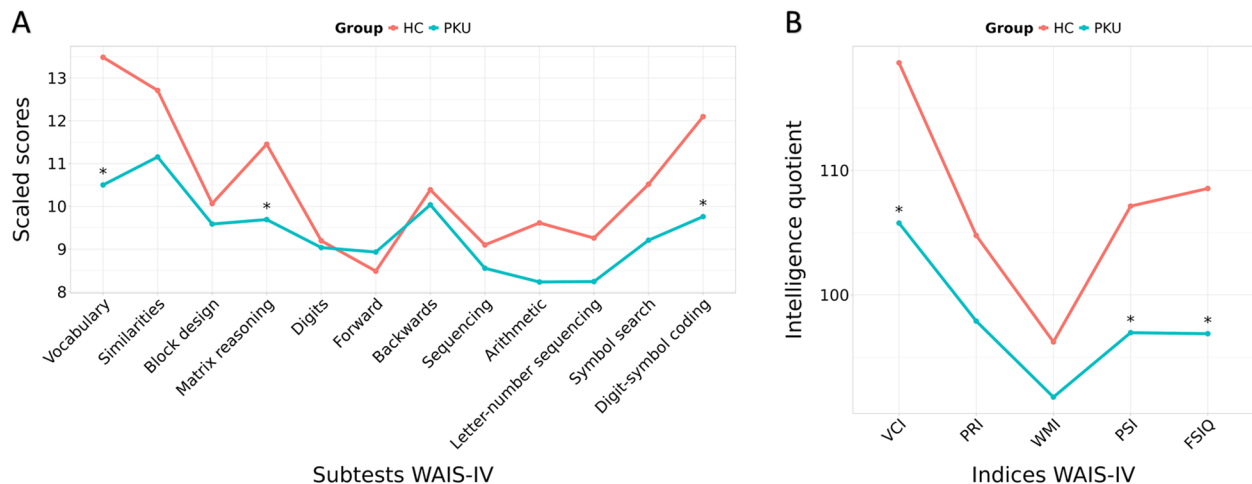 A
Group HC PKU
Scaled scores
13
12
11
10
9
8
*
*
*
Vocabulary
Similarities
Block design
Matrix reasoning
Digits
Forward
Backwards
Sequencing
Arithmetic
Letter-number sequencing
Symbol search
Digit-symbol coding
Subtests WAIS-IV
B
Group HC PKU
Intelligence quotient
110
100
*
*
*
VCI
PRI
WMI
PSI
FSIQ
Indices WAIS-IV